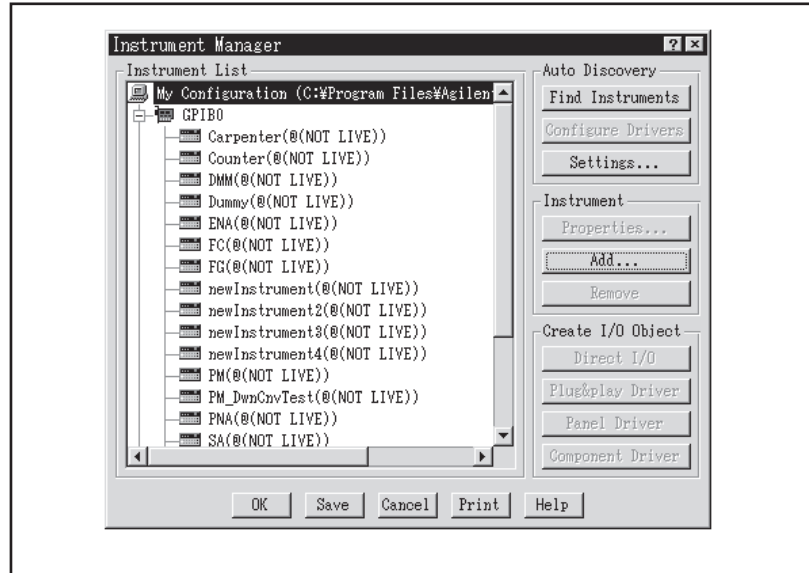 Instrument Manager
Instrument List
My Configuration (C:¥Program Files¥Agilen
GPIB0
Carpenter(@(NOT LIVE))
Counter(@(NOT LIVE))
DMM(@(NOT LIVE))
Dummy(@(NOT LIVE))
ENA(@(NOT LIVE))
FC(@(NOT LIVE))
FG(@(NOT LIVE))
newInstrument(@(NOT LIVE))
newInstrument2(@(NOT LIVE))
newInstrument3(@(NOT LIVE))
newInstrument4(@(NOT LIVE))
PM(@(NOT LIVE))
PM_DwnCnvTest(@(NOT LIVE))
PNA(@(NOT LIVE))
SA(@(NOT LIVE))
Auto Discovery
Find Instruments
Configure Drivers
Settings...
Instrument
Properties...
Add...
Remove
Create I/O Object
Direct I/O
Plug&play Driver
Panel Driver
Component Driver
OK Save Cancel Print Help